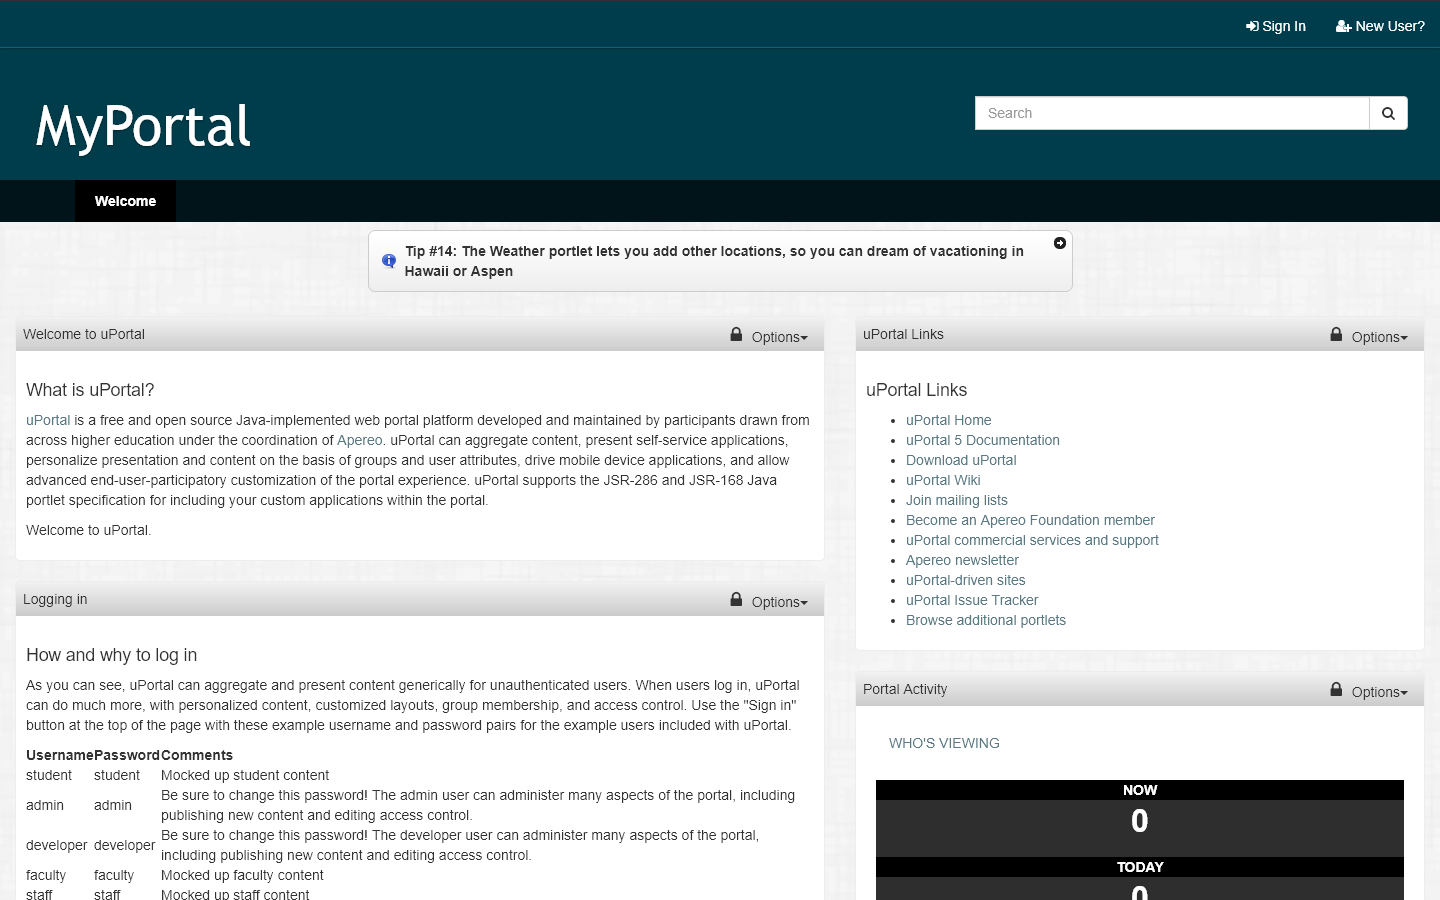 Sign In
New User?
MyPortal
Search
Welcome
Tip #14: The Weather portlet lets you add other locations, so you can dream of vacationing in
Hawaii or Aspen
Welcome to uPortal
Options
What is uPortal?
uPortal is a free and open source Java-implemented web portal platform developed and maintained by participants drawn from
across higher education under the coordination of Apereo. uPortal can aggregate content, present self-service applications,
personalize presentation and content on the basis of groups and user attributes, drive mobile device applications, and allow
advanced end-user-participatory customization of the portal experience. uPortal supports the JSR-286 and JSR-168 Java
portlet specification for including your custom applications within the portal.
Welcome to uPortal.
Logging in
Options
How and why to log in
As you can see, uPortal can aggregate and present content generically for unauthenticated users. When users log in, uPortal
can do much more, with personalized content, customized layouts, group membership, and access control. Use the "Sign in"
button at the top of the page with these example username and password pairs for the example users included with uPortal.
Username Password Comments
student student Mocked up student content
admin admin Be sure to change this password! The admin user can administer many aspects of the portal, including
publishing new content and editing access control.
developer developer Be sure to change this password! The developer user can administer many aspects of the portal,
including publishing new content and editing access control.
faculty faculty Mocked up faculty content
staff staff Mocked up staff content
uPortal Links
Options
uPortal Links
uPortal Home
uPortal 5 Documentation
Download uPortal
uPortal Wiki
Join mailing lists
Become an Apereo Foundation member
uPortal commercial services and support
Apereo newsletter
uPortal-driven sites
uPortal Issue Tracker
Browse additional portlets
Portal Activity
Options
WHO'S VIEWING
NOW
0
TODAY
0